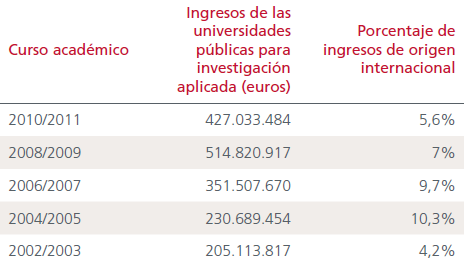 Curso académico
Ingresos de las
universidades
públicas para
investigación
aplicada (euros)
Porcentaje de
ingresos de origen
internacional
2010/2011 427.033.484 5,6%
2008/2009 514.820.917 7%
2006/2007 351.507.670 9,7%
2004/2005 230.689.454 10,3%
2002/2003 205.113.817 4,2%